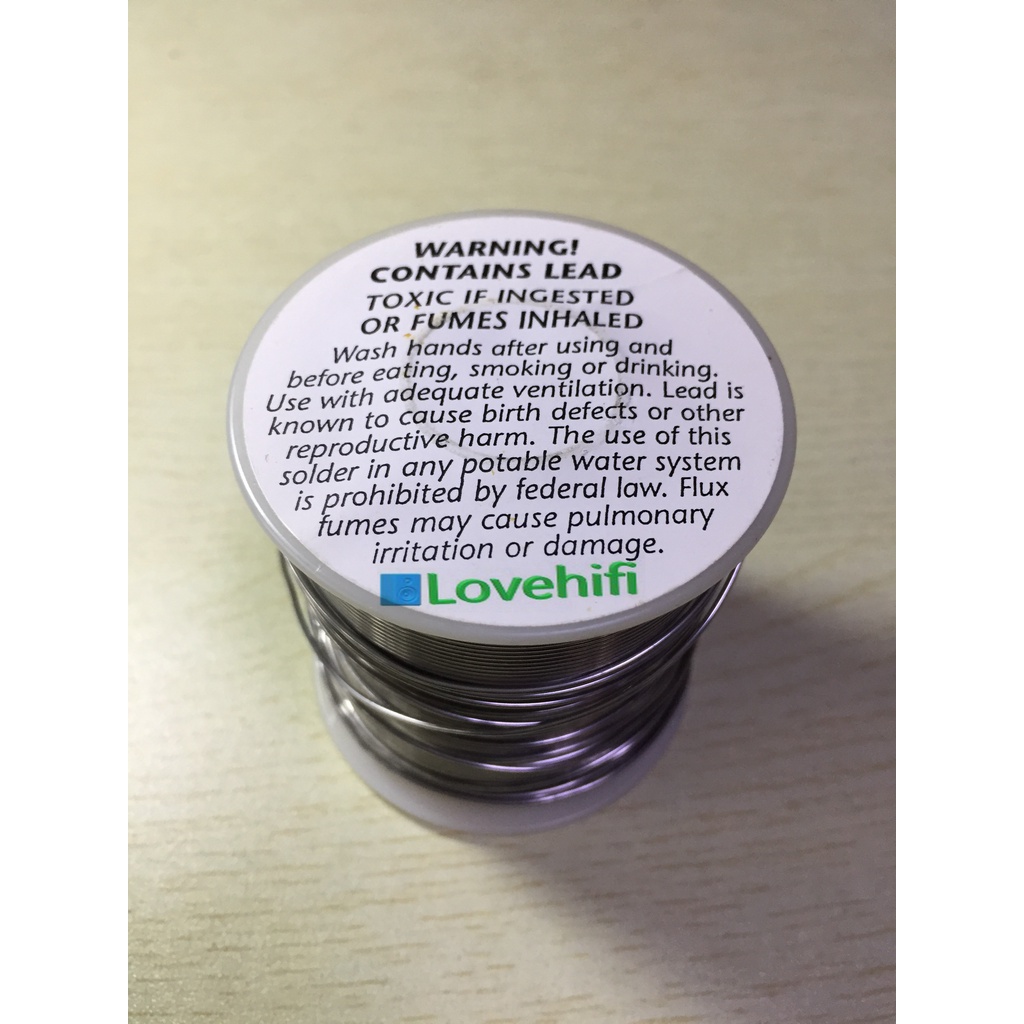 WARNING!
CONTAINS LEAD
TOXIC IF INGESTED
OR FUMES INHALED
Wash hands after using and
before eating, smoking or drinking.
Use with adequate ventilation. Lead is
known to cause birth defects or other
reproductive harm. The use of this
solder in any potable water system
is prohibited by federal law. Flux
fumes may cause pulmonary
irritation or damage.
Lovehifi